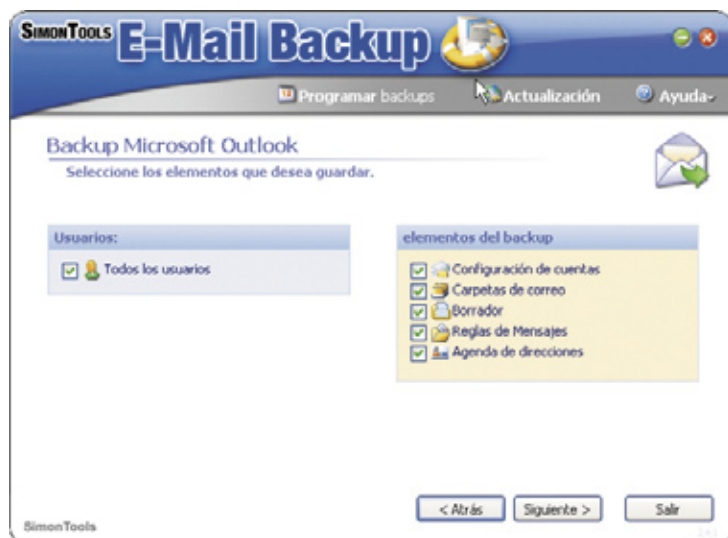 SIMONTOOLS E-Mail Backup
Programar backups Actualización Ayuda
Backup Microsoft Outlook
Seleccione los elementos que desea guardar.
Usuarios:
Todos los usuarios
elementos del backup
Configuración de cuentas
Carpetas de correo
Borrador
Reglas de Mensajes
Agenda de direcciones
< Atrás Siguiente > Salir
SimonTools